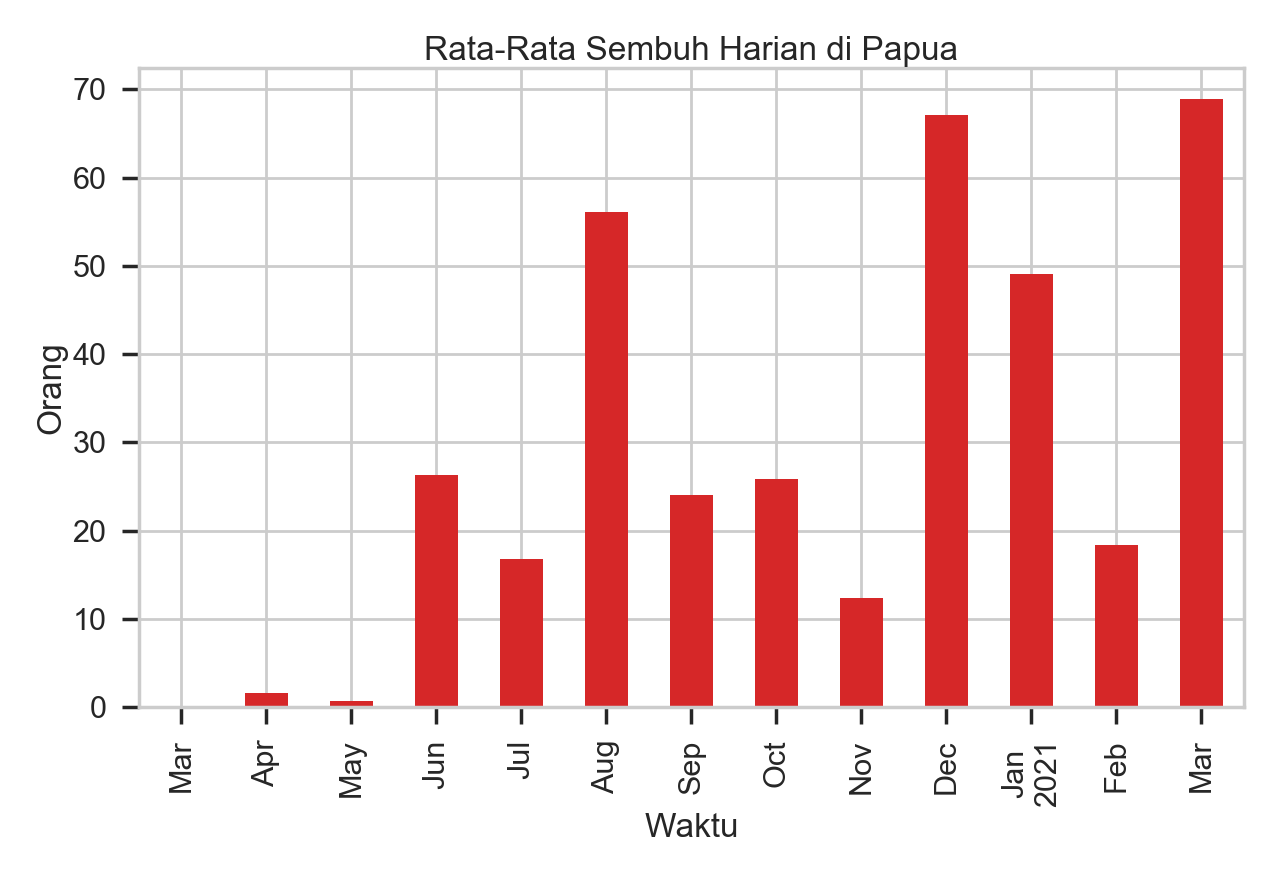 Rata-Rata Sembuh Harian di Papua
70
60
50
40
30
20
10
0
Orang
Mar
Apr
May
Jun
Jul
Aug
Sep
Oct
Nov
Dec
Jan
2021
Feb
Mar
Waktu